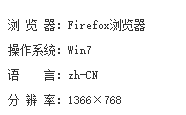 浏 览 器：Firefox浏览器
操作系统：Win7
语    言：zh-CN
分 辨 率：1366×768